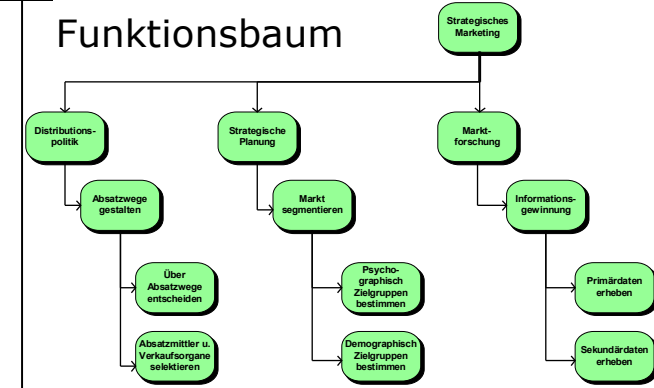 Funktionsbaum
Strategisches
Marketing
Distributions-
politik
Strategische
Planung
Markt-
forschung
Absatzwege
gestalten
Markt
segmentieren
Informations-
gewinnung
Über
Absatzwege
entscheiden
Psycho-
graphisch
Zielgruppen
bestimmen
Primärdaten
erheben
Absatzmittler u.
Verkaufsorgane
selektieren
Demographisch
Zielgruppen
bestimmen
Sekundärdaten
erheben